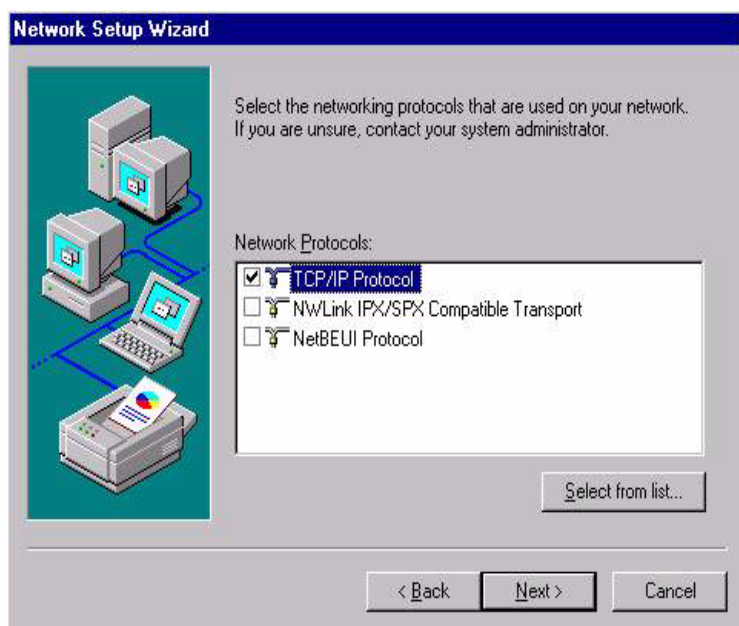 Network Setup Wizard
Select the networking protocols that are used on your network.
If you are unsure, contact your system administrator.
Network Protocols:
TCP/IP Protocol
NWLink IPX/SPX Compatible Transport
NetBEUI Protocol
Select from list...
< Back
Next >
Cancel